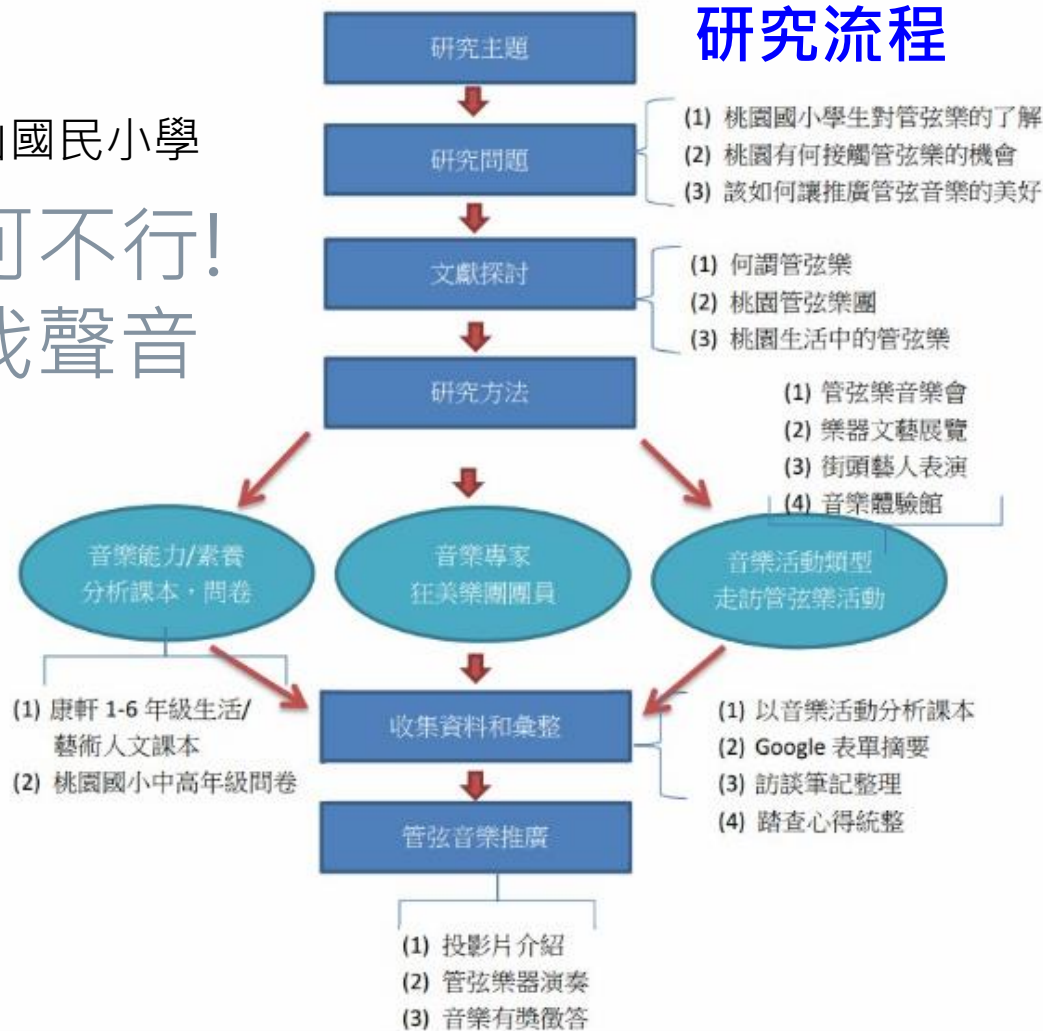 研究流程
研究主題
山國民小學
可不行!
找聲音
研究問題
(1) 桃園國小學生對管弦樂的了解
(2) 桃園有何接觸管弦樂的機會
(3) 該如何讓推廣管弦音樂的美好
文獻探討
(1) 何謂管弦樂
(2) 桃園管弦樂團
(3) 桃園生活中的管弦樂
研究方法
(1) 管弦樂音樂會
(2) 樂器文藝展覽
(3) 街頭藝人表演
(4) 音樂體驗館
音樂能力/素養
分析課本,問卷
音樂專家
狂美樂團團員
音樂活動類型
走訪管弦樂活動
(1) 康軒 1-6 年級生活/
藝術人文課本
(2) 桃園國小中高年級問卷
收集資料和彙整
(1) 以音樂活動分析課本
(2) Google 表單摘要
(3) 訪談筆記整理
(4) 踏查心得統整
管弦音樂推廣
(1) 投影片介紹
(2) 管弦樂器演奏
(3) 音樂有獎徵答